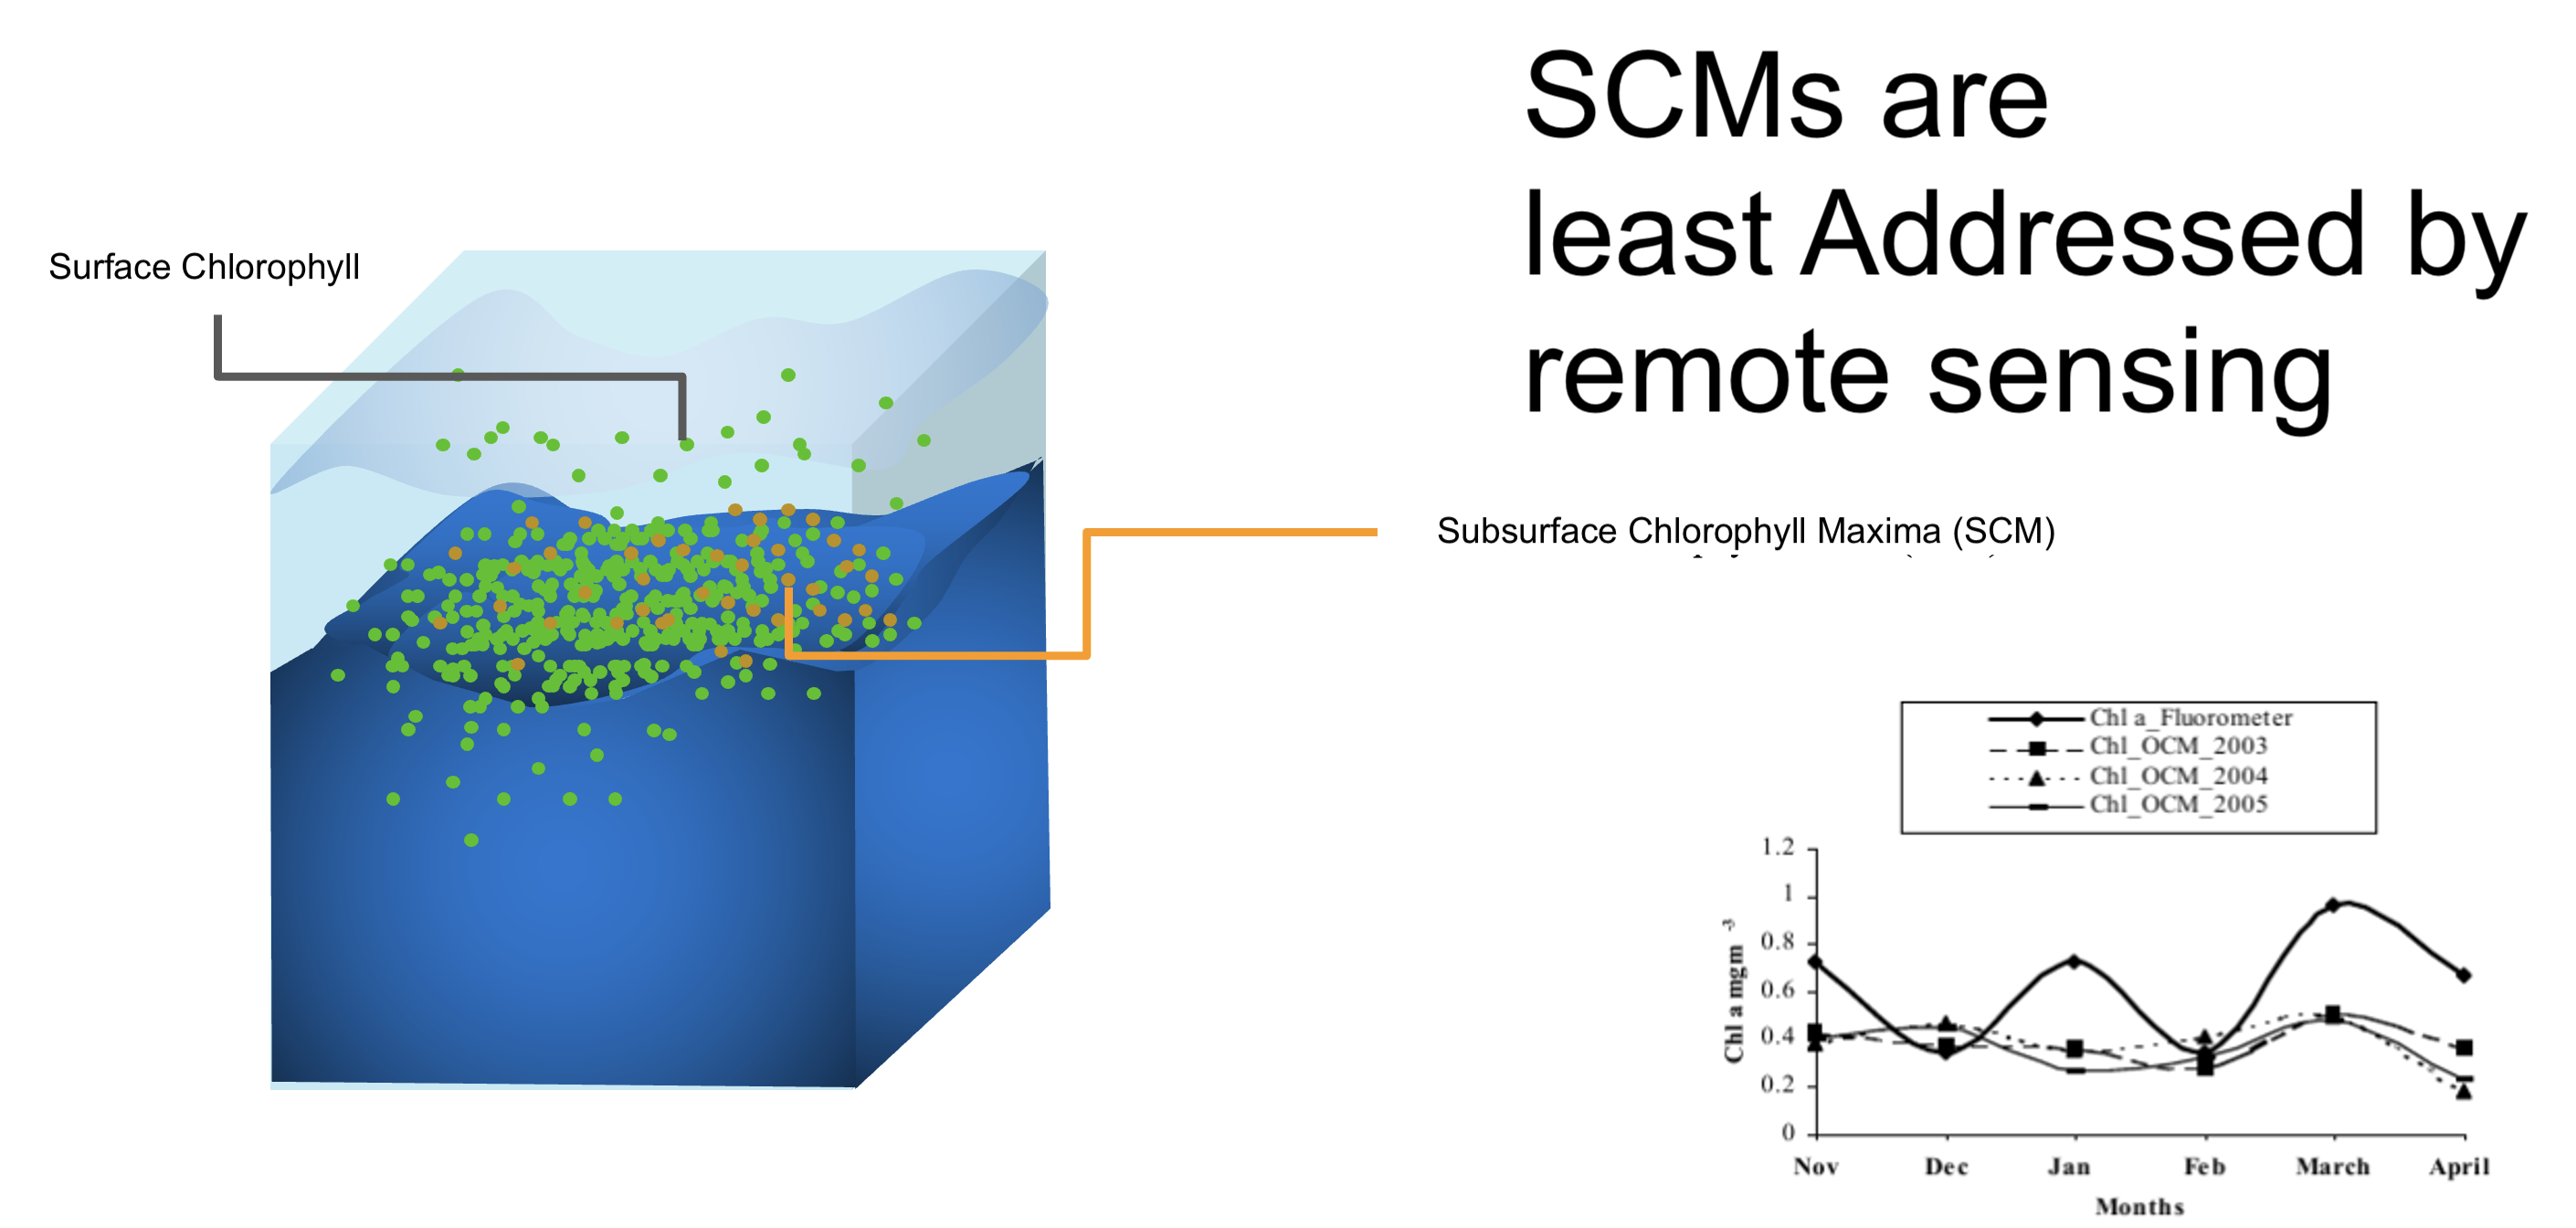 SCMs are
least Addressed by
remote sensing
Surface Chlorophyll
Subsurface Chlorophyll Maxima (SCM)
Chl a_Fluorometer
Chl_OCM_2003
Chl_OCM_2004
Chl_OCM_2005
1.2
1
0.8
0.6
0.4
0.2
0
Chl a mgm -3
Nov Dec Jan Feb March April
Months